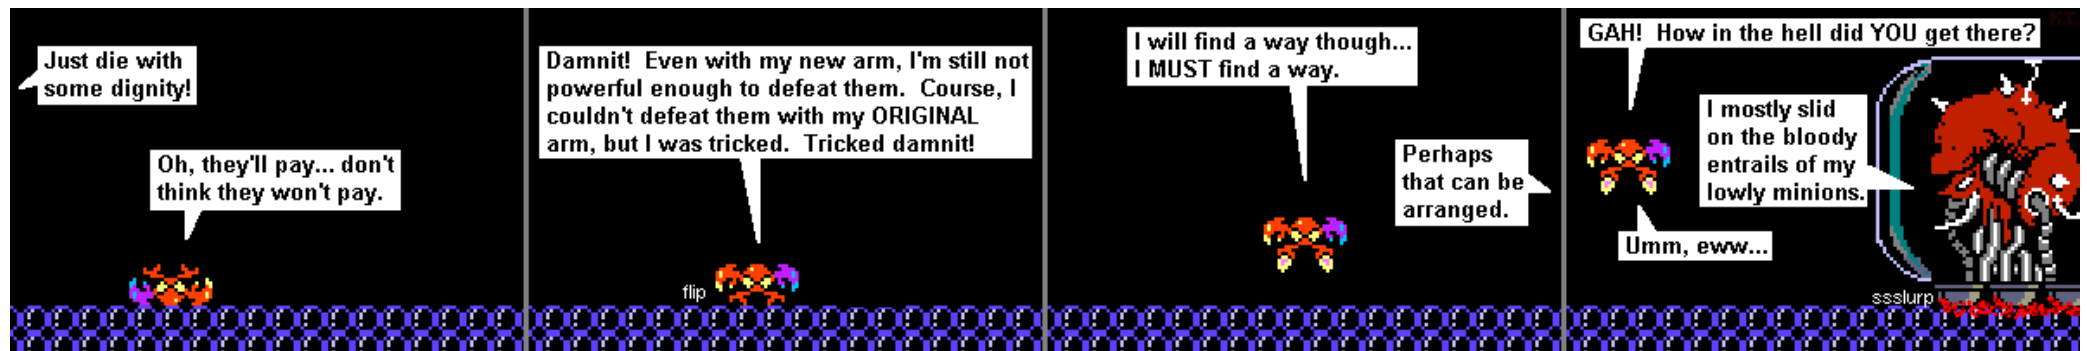 Just die with
some dignity!
Oh, they'll pay... don't
think they won't pay.
Damnit!  Even with my new arm, I'm still not
powerful enough to defeat them.  Course, I
couldn't defeat them with my ORIGINAL
arm, but I was tricked.  Tricked damnit!
flip
I will find a way though...
I MUST find a way.
Perhaps
that can be
arranged.
GAH!  How in the hell did YOU get there?
I mostly slid
on the bloody
entrails of my
lowly minions.
Umm, eww...
ssslurp